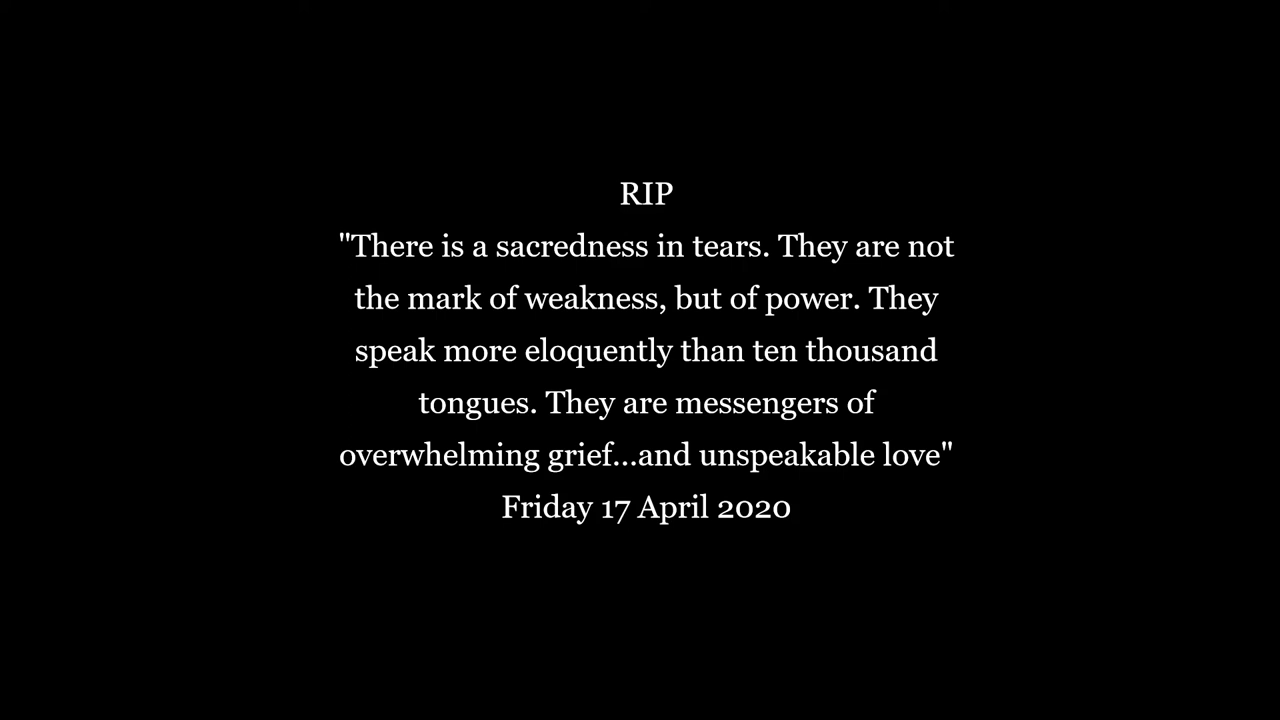 RIP
"There is a sacredness in tears. They are not
the mark of weakness, but of power. They
speak more eloquently than ten thousand
tongues. They are messengers of
overwhelming grief...and unspeakable love"
Friday 17 April 2020